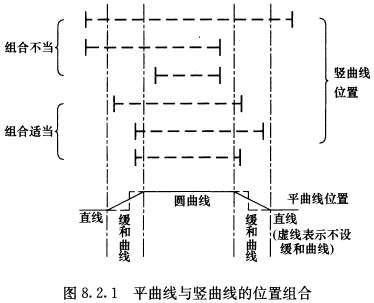 组合不当
竖曲线
位置
组合适当
圆曲线
平曲线位置
直线
缓和曲线
缓和曲线
直线
(虚线表示不设
缓和曲线)
图 8.2.1 平曲线与竖曲线的位置组合